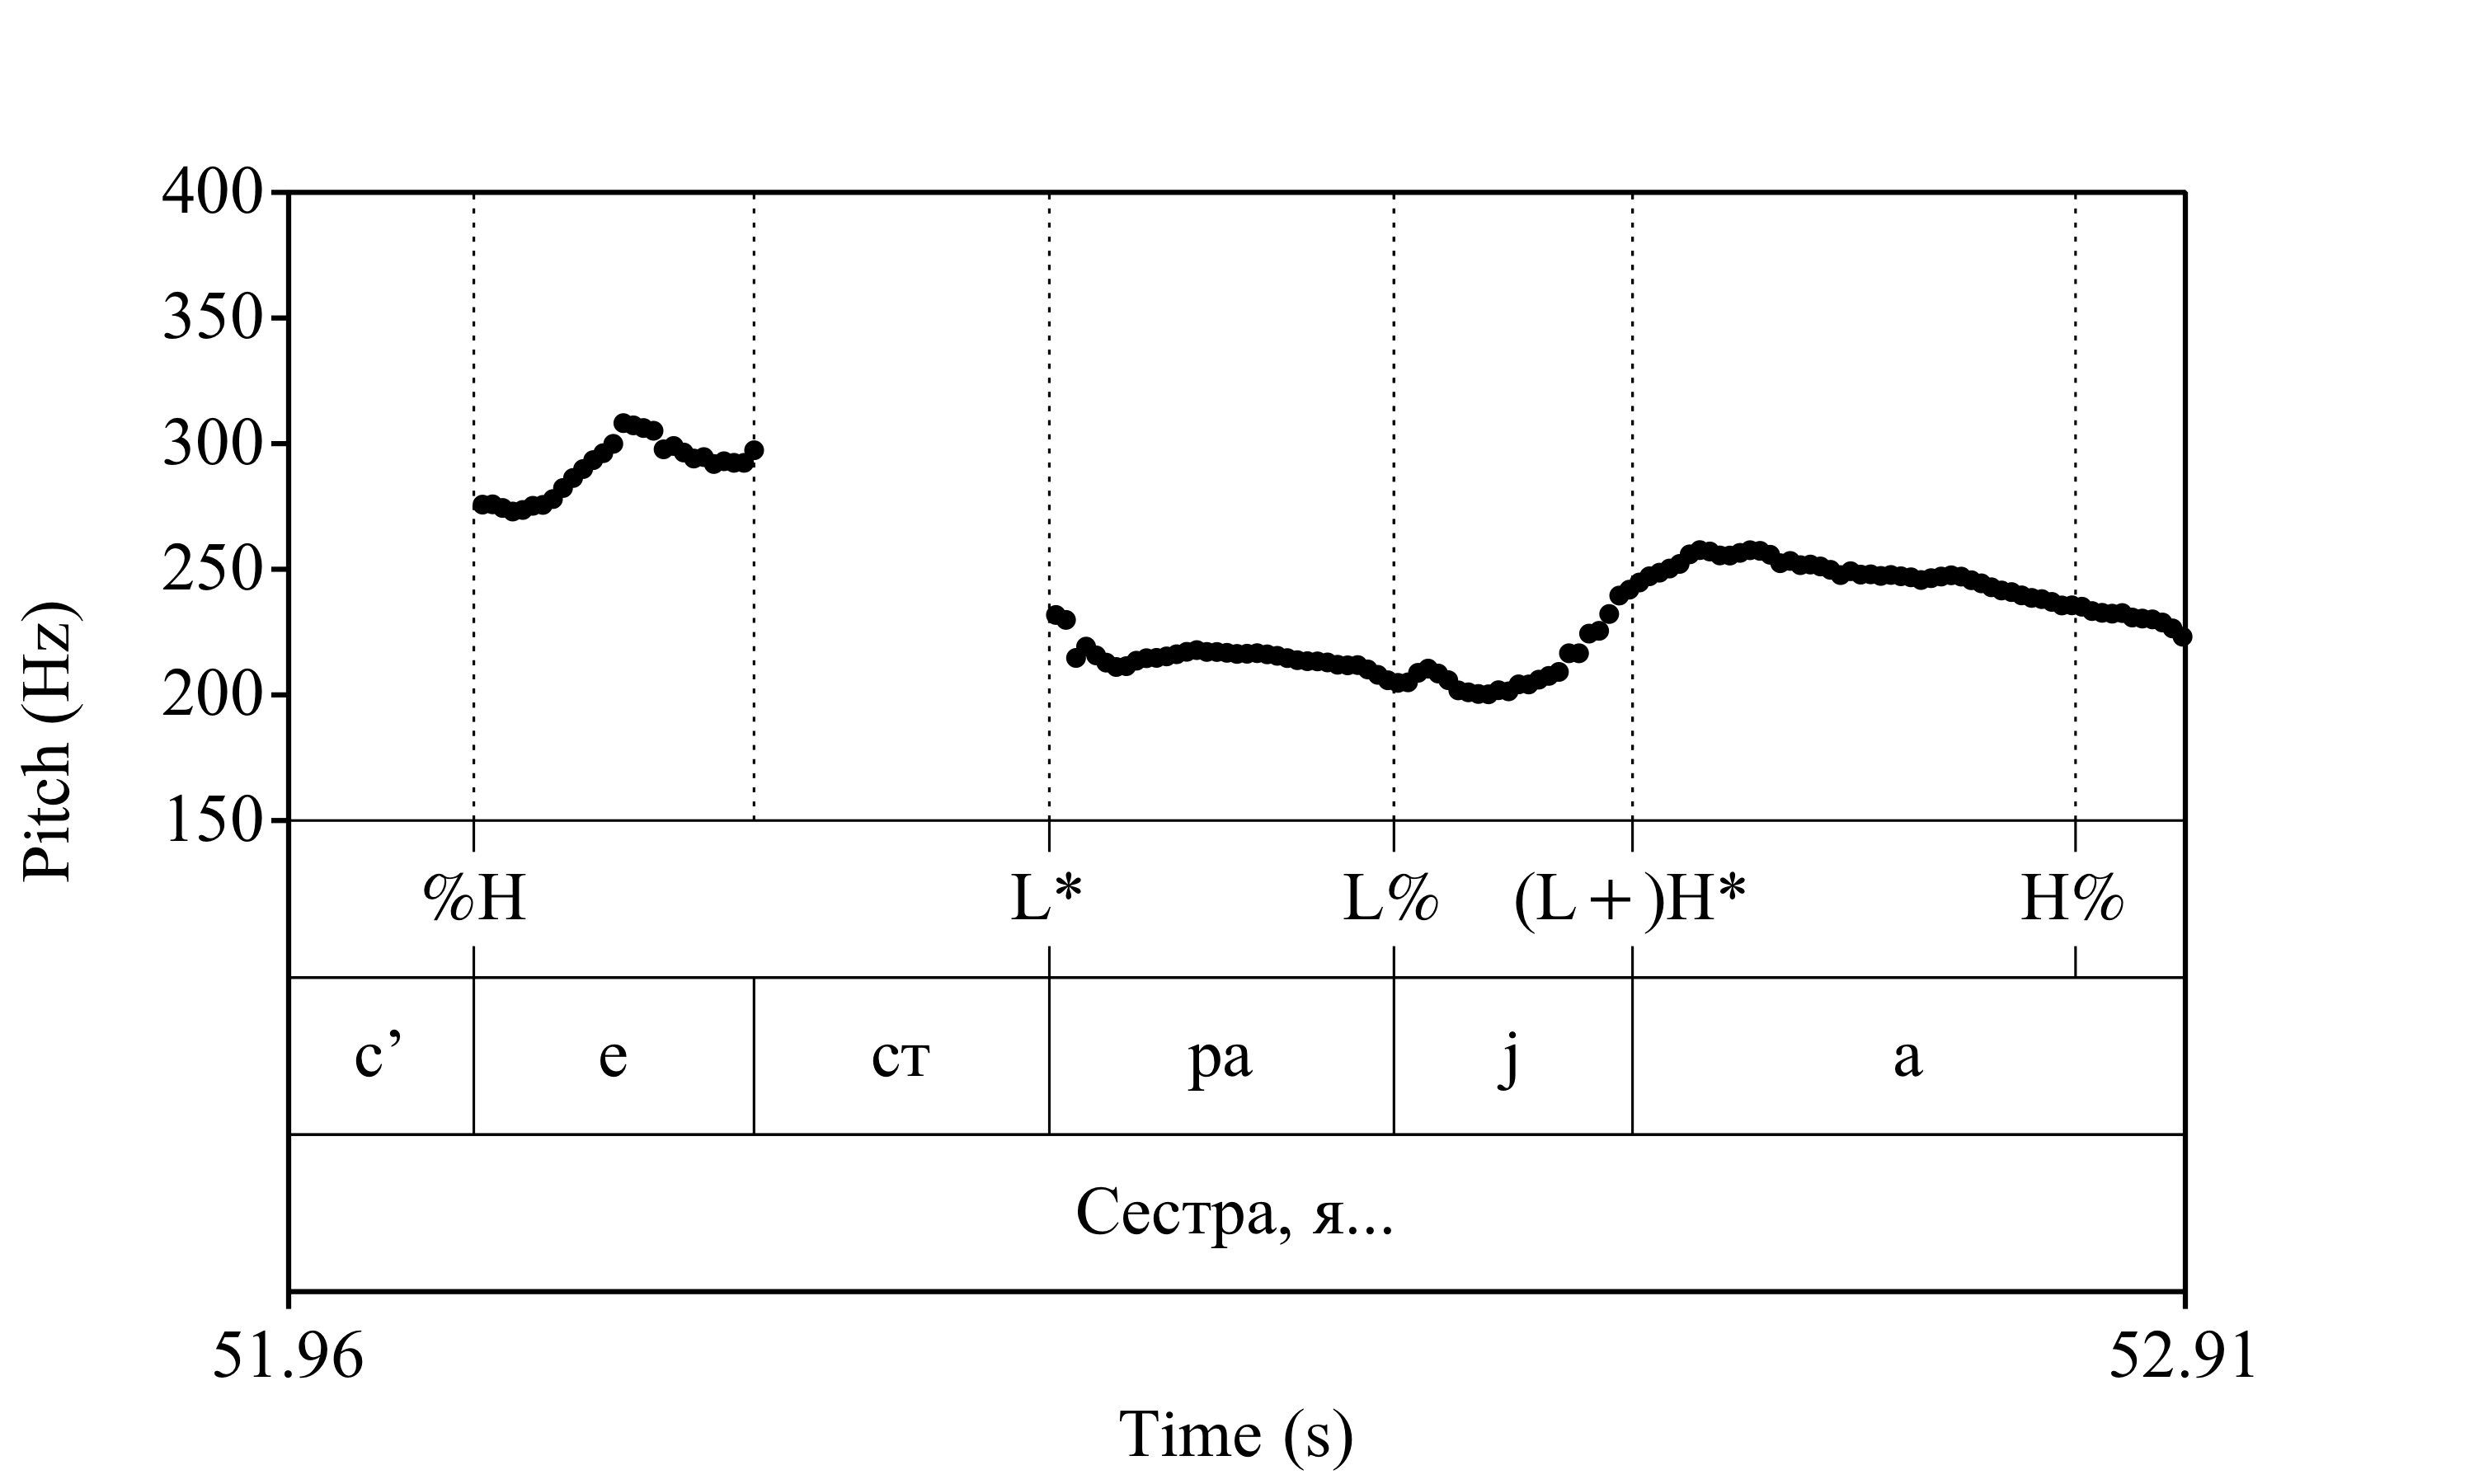 400
350
300
250
200
150
Pitch (Hz)
%H L* L% (L+)H* H%
с’ е ст ра j а
Сестра, я...
51.96 52.91
Time (s)